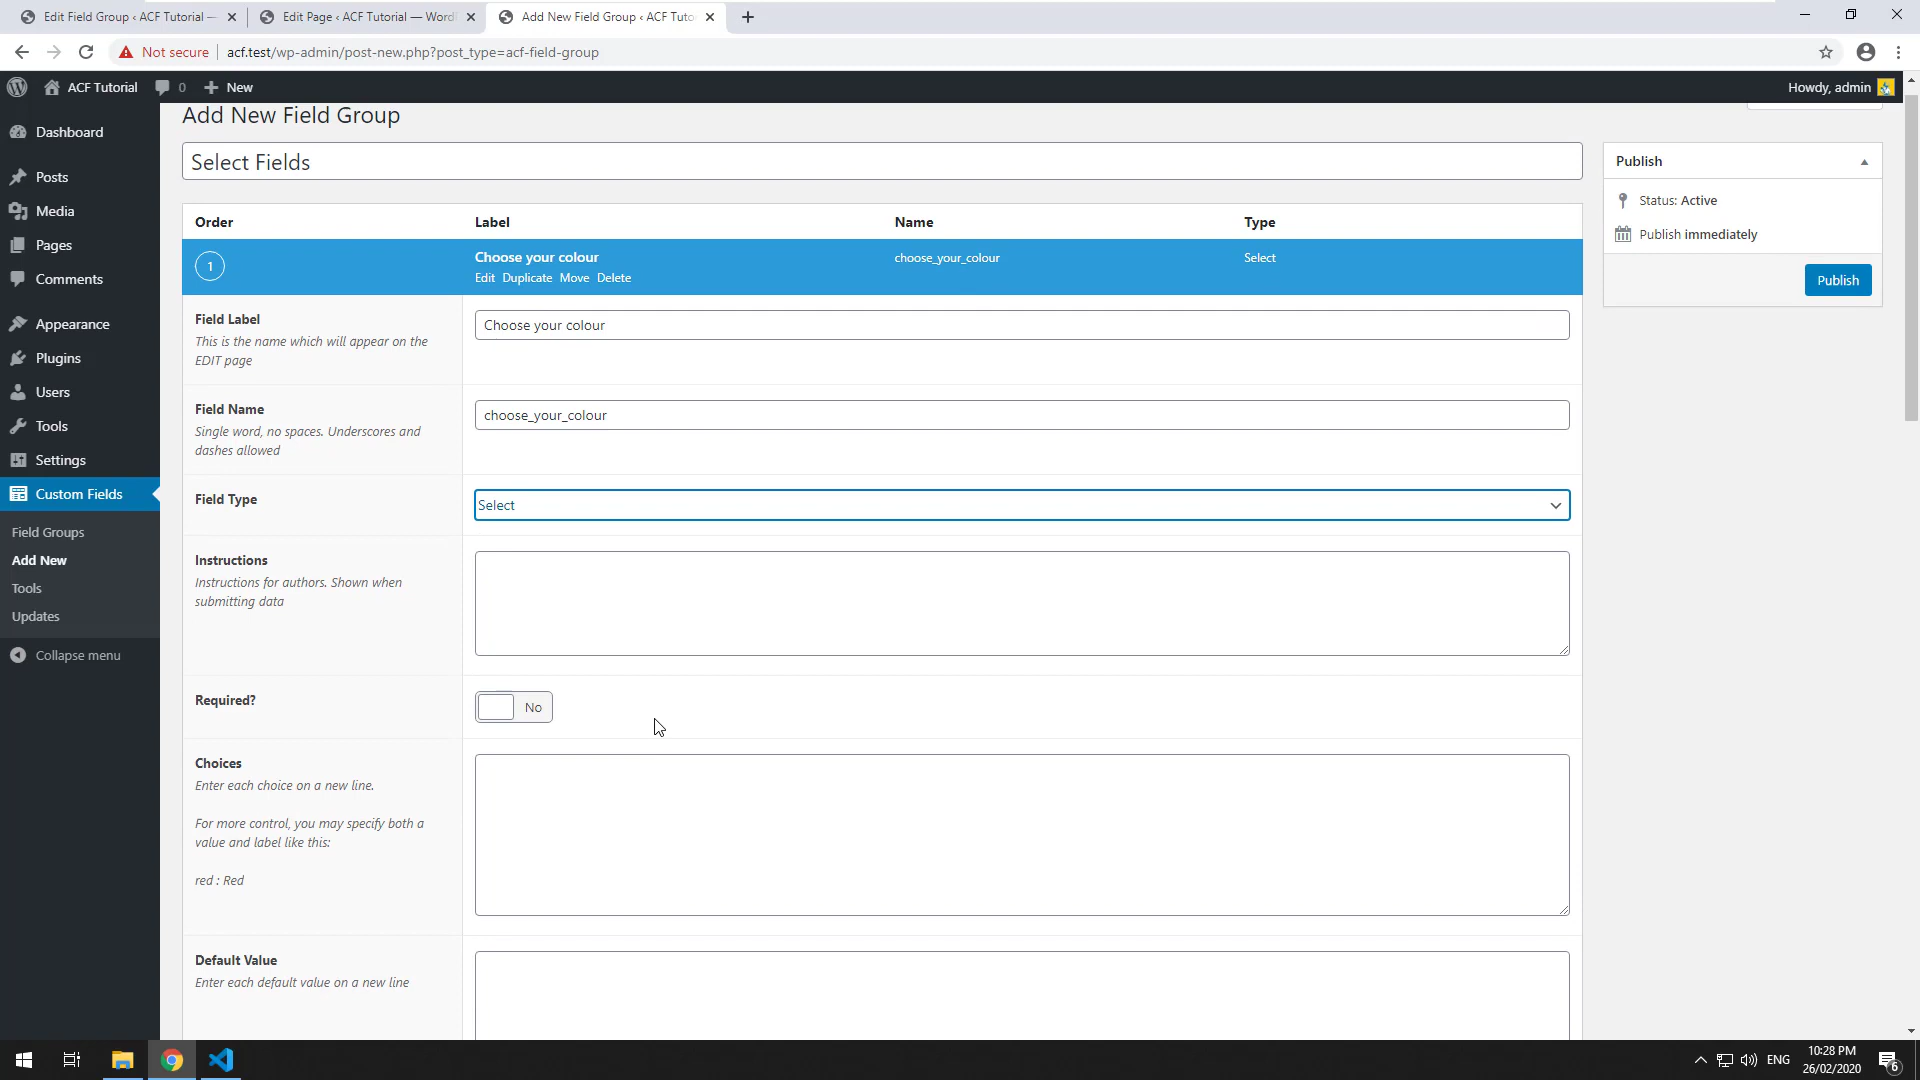 Edit Field Group ‹ ACF Tutorial —
Edit Page ‹ ACF Tutorial — Word
Add New Field Group ‹ ACF Tuto
Not secure
acf.test/wp-admin/post-new.php?post_type=acf-field-group
ACF Tutorial
0
New
Howdy, admin
Dashboard
Posts
Media
Pages
Comments
Appearance
Plugins
Users
Tools
Settings
Custom Fields
Field Groups
Add New
Tools
Updates
Collapse menu
Add New Field Group
Select Fields
Order Label Name Type
1
Choose your colour choose_your_colour Select
Edit Duplicate Move Delete
Field Label
This is the name which will appear on the
EDIT page
Choose your colour
Field Name
Single word, no spaces. Underscores and
dashes allowed
choose_your_colour
Field Type
Select
Instructions
Instructions for authors. Shown when
submitting data
Required?
No
Choices
Enter each choice on a new line.
For more control, you may specify both a
value and label like this:
red : Red
Default Value
Enter each default value on a new line
Publish
Status: Active
Publish immediately
Publish
ENG
10:28 PM
26/02/2020
6